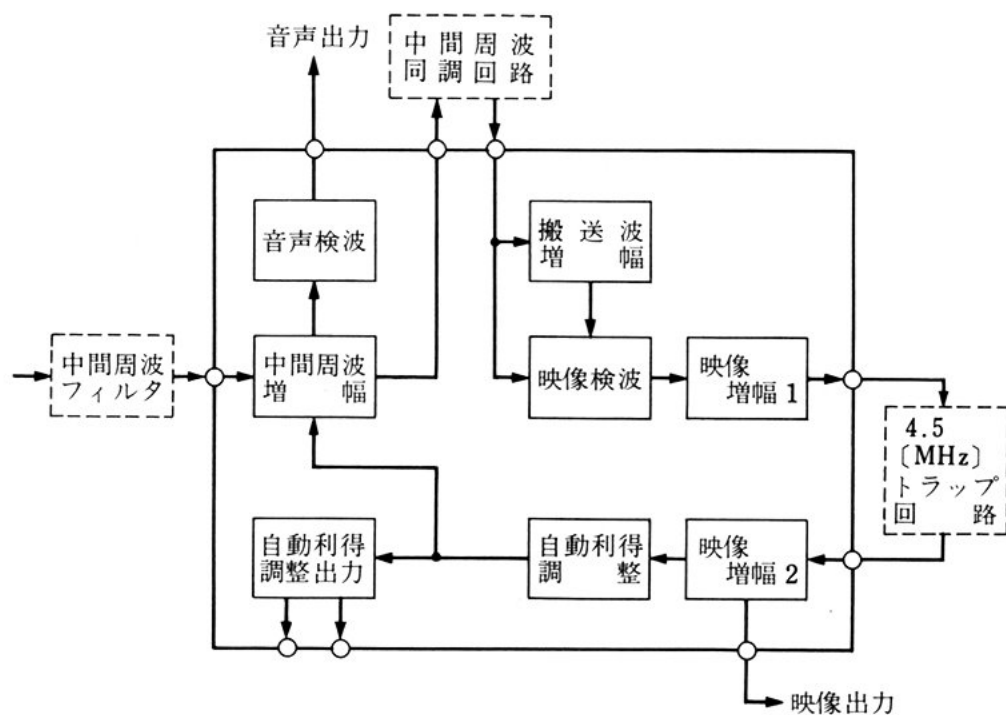 音声出力
中間周波
同調回路
音声検波
搬送波
増幅
中間周波
フィルタ
中間周波
増幅
映像検波
映像
増幅1
4.5
〔MHz〕
トラップ
回路
自動利得
調整出力
自動利得
調整
映像
増幅2
映像出力